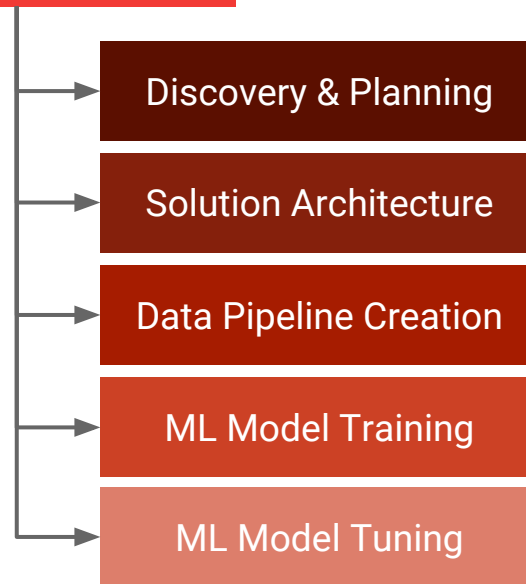 Discovery & Planning
Solution Architecture
Data Pipeline Creation
ML Model Training
ML Model Tuning